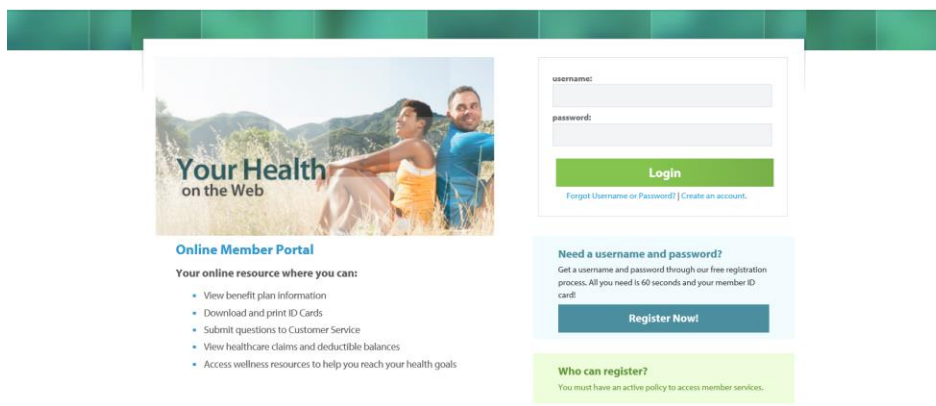 Your Health
on the Web
Online Member Portal
Your online resource where you can:
View benefit plan information
Download and print ID Cards
Submit questions to Customer Service
View healthcare claims and deductible balances
Access wellness resources to help you reach your health goals
username:
password:
Login
Forgot Username or Password? | Create an account.
Need a username and password?
Get a username and password through our free registration
process. All you need is 60 seconds and your member ID
card!
Register Now!
Who can register?
You must have an active policy to access member services.